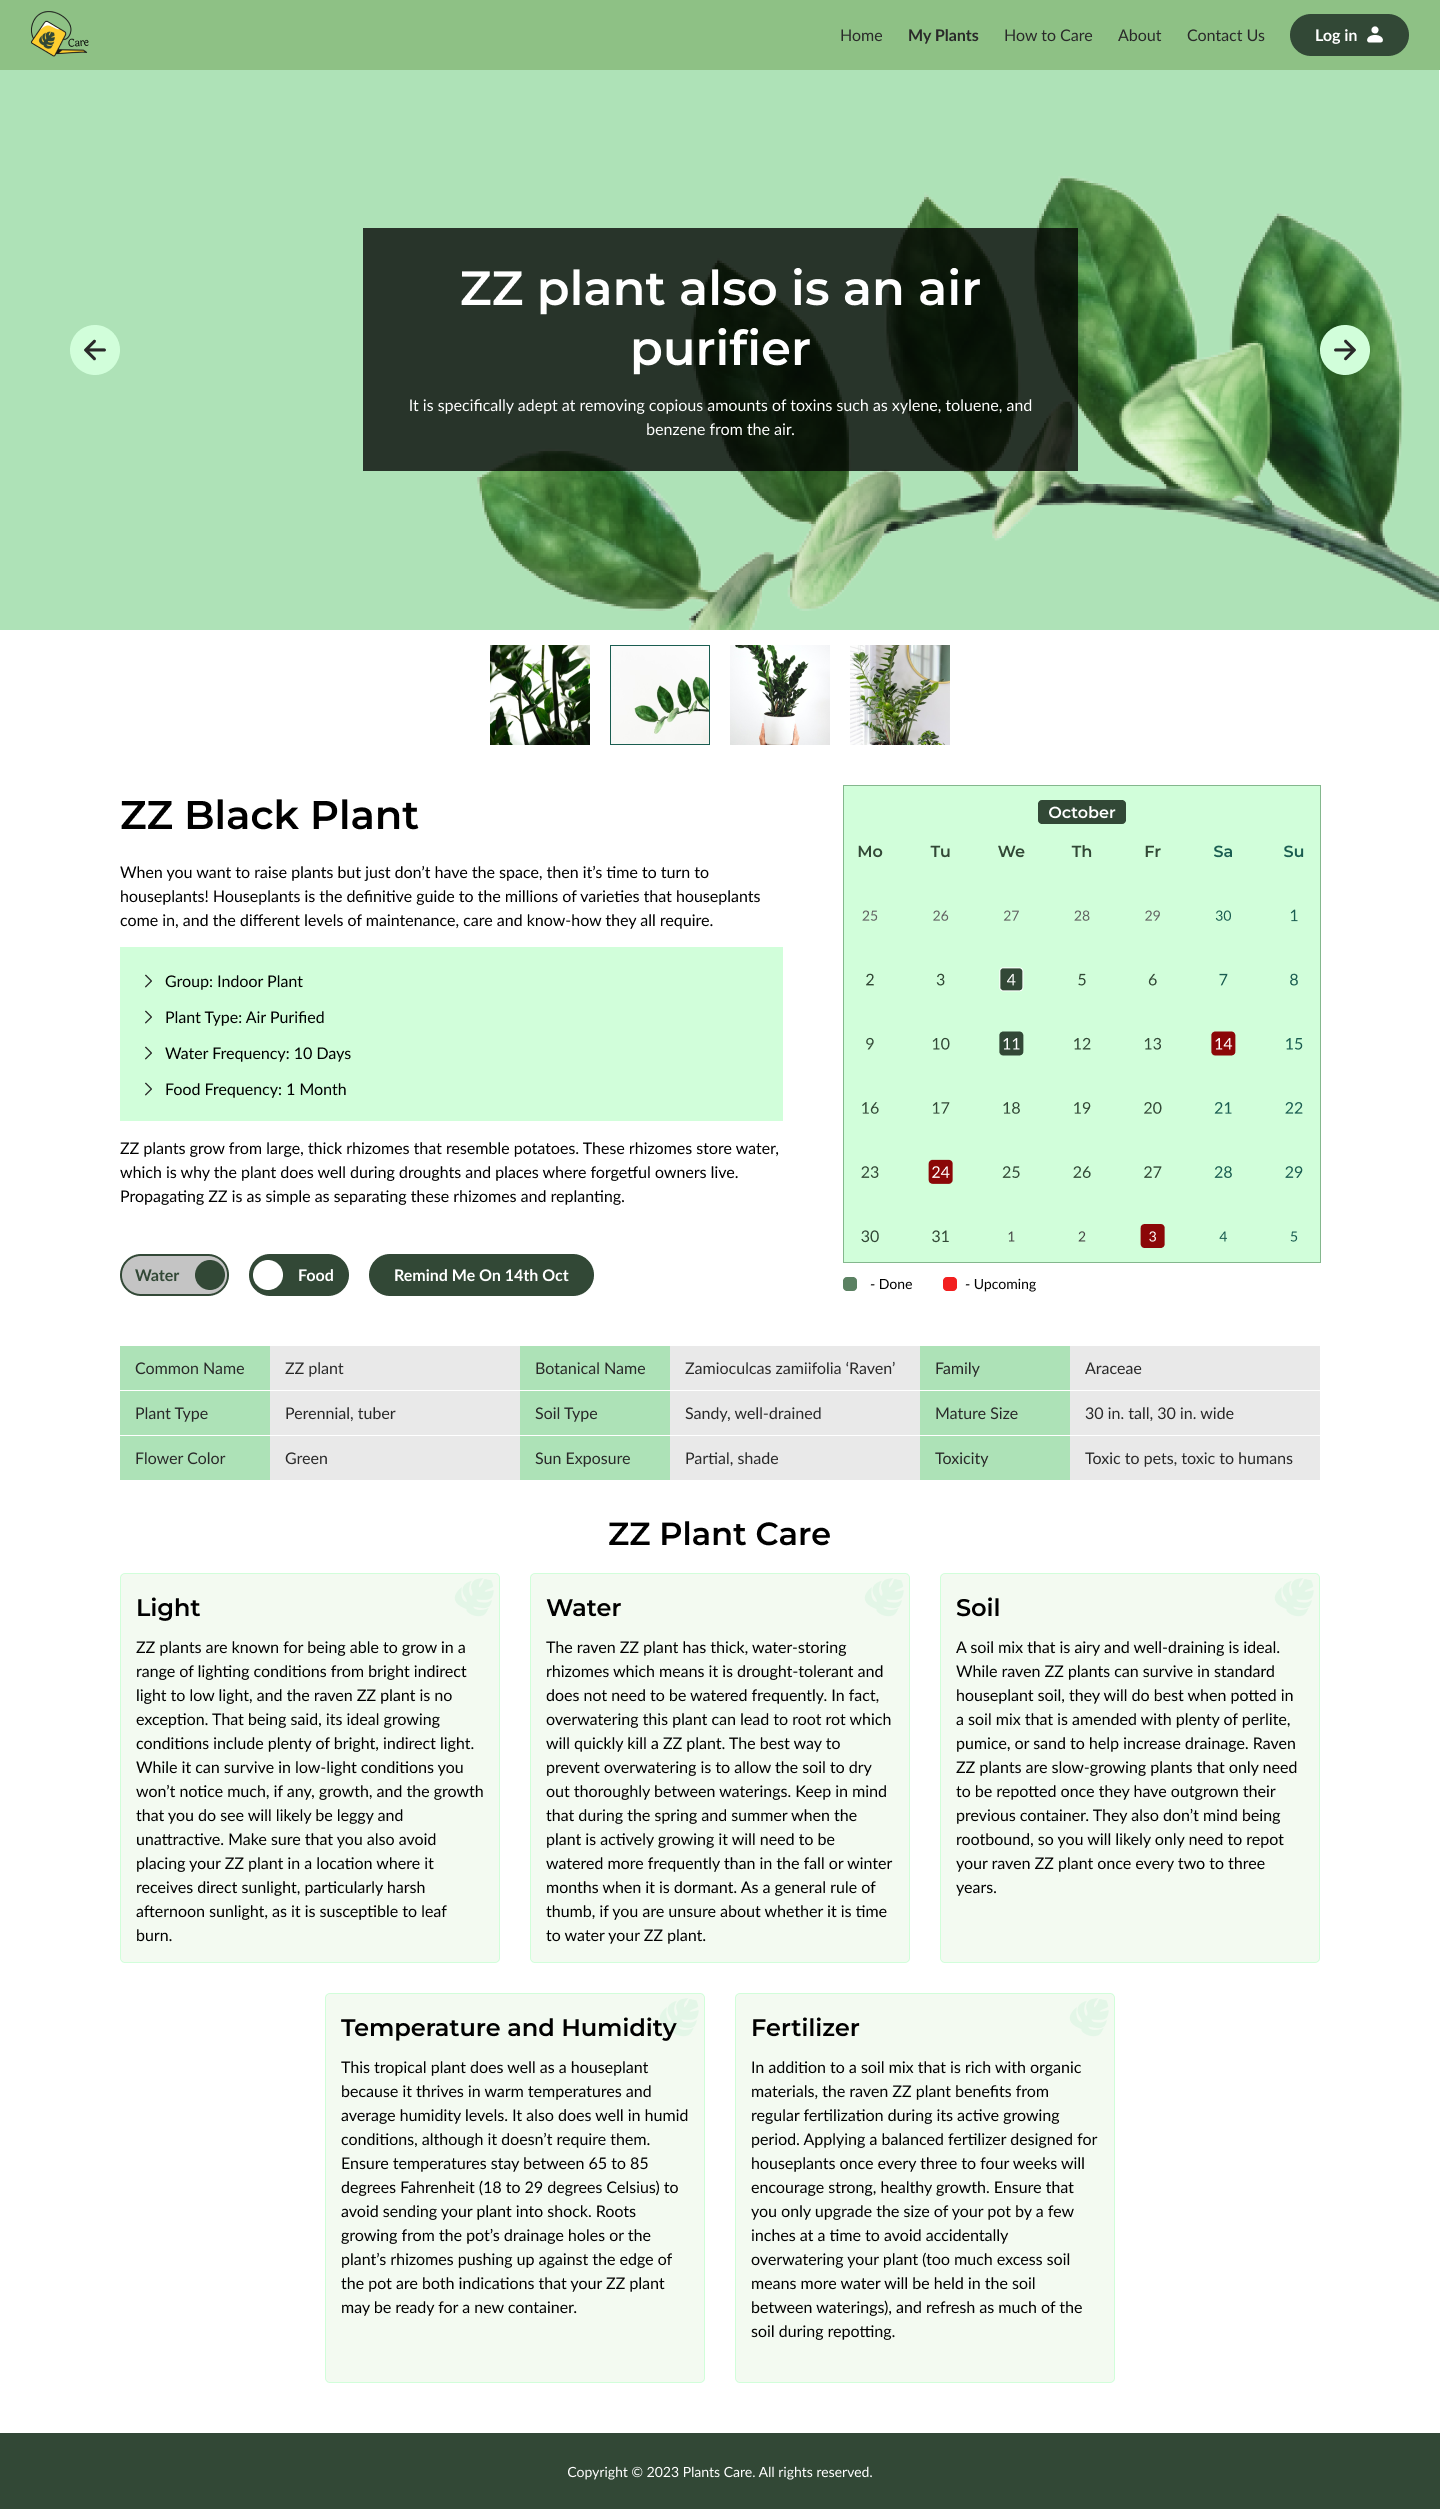 Care
Home My Plants How to Care About Contact Us Log in
ZZ plant also is an air
purifier
It is specifically adept at removing copious amounts of toxins such as xylene, toluene, and
benzene from the air.
ZZ Black Plant
When you want to raise plants but just don’t have the space, then it’s time to turn to
houseplants! Houseplants is the definitive guide to the millions of varieties that houseplants
come in, and the different levels of maintenance, care and know-how they all require.
Group: Indoor Plant
Plant Type: Air Purified
Water Frequency: 10 Days
Food Frequency: 1 Month
ZZ plants grow from large, thick rhizomes that resemble potatoes. These rhizomes store water,
which is why the plant does well during droughts and places where forgetful owners live.
Propagating ZZ is as simple as separating these rhizomes and replanting.
Water Food Remind Me On 14th Oct
October
Mo Tu We Th Fr Sa Su
25 26 27 28 29 30 1
2 3 4 5 6 7 8
9 10 11 12 13 14 15
16 17 18 19 20 21 22
23 24 25 26 27 28 29
30 31 1 2 3 4 5
- Done - Upcoming
Common Name ZZ plant Botanical Name Zamioculcas zamiifolia ‘Raven’ Family Araceae
Plant Type Perennial, tuber Soil Type Sandy, well-drained Mature Size 30 in. tall, 30 in. wide
Flower Color Green Sun Exposure Partial, shade Toxicity Toxic to pets, toxic to humans
ZZ Plant Care
Light
ZZ plants are known for being able to grow in a
range of lighting conditions from bright indirect
light to low light, and the raven ZZ plant is no
exception. That being said, its ideal growing
conditions include plenty of bright, indirect light.
While it can survive in low-light conditions you
won’t notice much, if any, growth, and the growth
that you do see will likely be leggy and
unattractive. Make sure that you also avoid
placing your ZZ plant in a location where it
receives direct sunlight, particularly harsh
afternoon sunlight, as it is susceptible to leaf
burn.
Water
The raven ZZ plant has thick, water-storing
rhizomes which means it is drought-tolerant and
does not need to be watered frequently. In fact,
overwatering this plant can lead to root rot which
will quickly kill a ZZ plant. The best way to
prevent overwatering is to allow the soil to dry
out thoroughly between waterings. Keep in mind
that during the spring and summer when the
plant is actively growing it will need to be
watered more frequently than in the fall or winter
months when it is dormant. As a general rule of
thumb, if you are unsure about whether it is time
to water your ZZ plant.
Soil
A soil mix that is airy and well-draining is ideal.
While raven ZZ plants can survive in standard
houseplant soil, they will do best when potted in
a soil mix that is amended with plenty of perlite,
pumice, or sand to help increase drainage. Raven
ZZ plants are slow-growing plants that only need
to be repotted once they have outgrown their
previous container. They also don’t mind being
rootbound, so you will likely only need to repot
your raven ZZ plant once every two to three
years.
Temperature and Humidity
This tropical plant does well as a houseplant
because it thrives in warm temperatures and
average humidity levels. It also does well in humid
conditions, although it doesn’t require them.
Ensure temperatures stay between 65 to 85
degrees Fahrenheit (18 to 29 degrees Celsius) to
avoid sending your plant into shock. Roots
growing from the pot’s drainage holes or the
plant’s rhizomes pushing up against the edge of
the pot are both indications that your ZZ plant
may be ready for a new container.
Fertilizer
In addition to a soil mix that is rich with organic
materials, the raven ZZ plant benefits from
regular fertilization during its active growing
period. Applying a balanced fertilizer designed for
houseplants once every three to four weeks will
encourage strong, healthy growth. Ensure that
you only upgrade the size of your pot by a few
inches at a time to avoid accidentally
overwatering your plant (too much excess soil
means more water will be held in the soil
between waterings), and refresh as much of the
soil during repotting.
Copyright © 2023 Plants Care. All rights reserved.